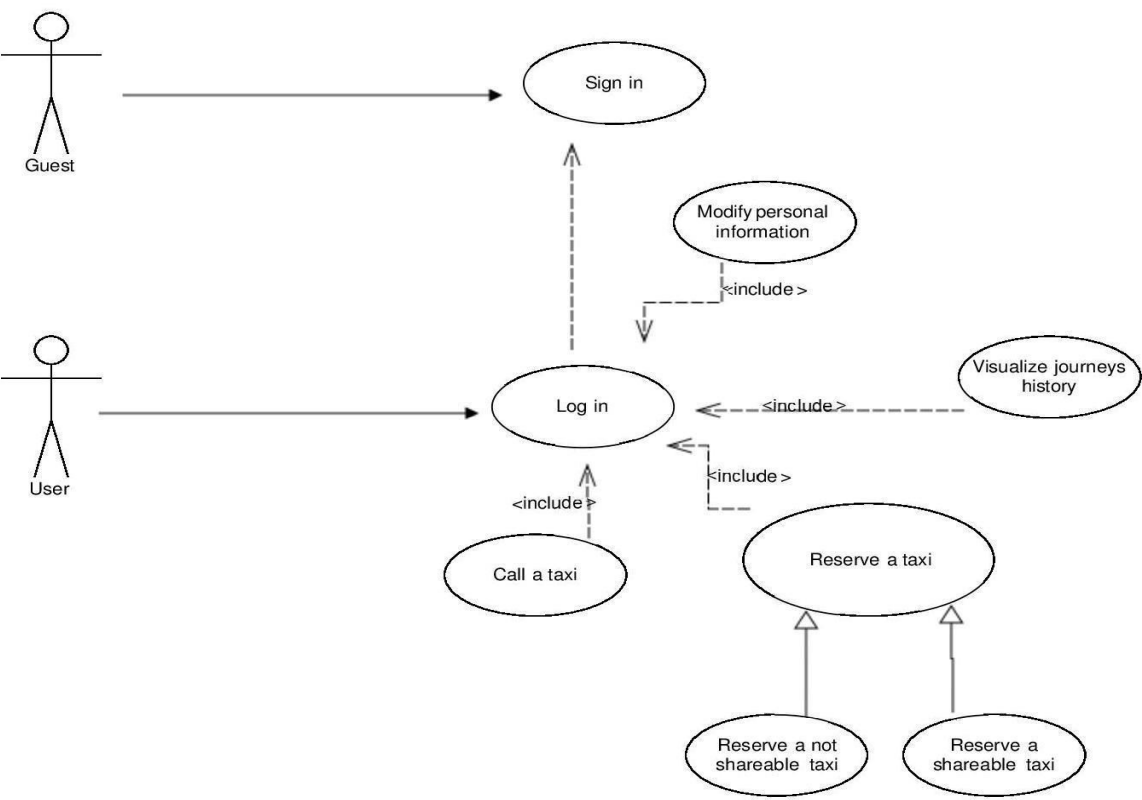 Sign in
Guest
Modify personal
information
<include >
Visualize journeys
history
Log in
<include>
<include >
User
<include>
Call a taxi
Reserve a taxi
Reserve a not
shareable taxi
Reserve a
shareable taxi